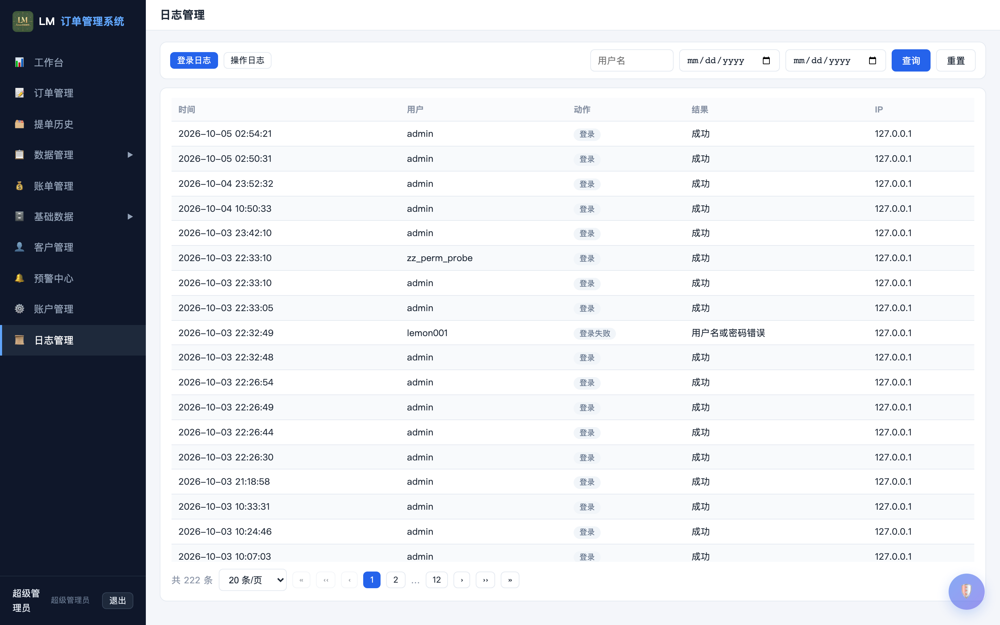 LM 订单管理系统
工作台
订单管理
提单历史
数据管理
账单管理
基础数据
客户管理
预警中心
账户管理
日志管理
超级管理员 超级管理员 退出
日志管理
登录日志 操作日志 用户名 mm/dd/yyyy mm/dd/yyyy 查询 重置
时间 用户 动作 结果 IP
2026-10-05 02:54:21 admin 登录 成功 127.0.0.1
2026-10-05 02:50:31 admin 登录 成功 127.0.0.1
2026-10-04 23:52:32 admin 登录 成功 127.0.0.1
2026-10-04 10:50:33 admin 登录 成功 127.0.0.1
2026-10-03 23:42:10 admin 登录 成功 127.0.0.1
2026-10-03 22:33:10 zz_perm_probe 登录 成功 127.0.0.1
2026-10-03 22:33:10 admin 登录 成功 127.0.0.1
2026-10-03 22:33:05 admin 登录 成功 127.0.0.1
2026-10-03 22:32:49 lemon001 登录失败 用户名或密码错误 127.0.0.1
2026-10-03 22:32:48 admin 登录 成功 127.0.0.1
2026-10-03 22:26:54 admin 登录 成功 127.0.0.1
2026-10-03 22:26:49 admin 登录 成功 127.0.0.1
2026-10-03 22:26:44 admin 登录 成功 127.0.0.1
2026-10-03 22:26:30 admin 登录 成功 127.0.0.1
2026-10-03 21:18:58 admin 登录 成功 127.0.0.1
2026-10-03 10:33:31 admin 登录 成功 127.0.0.1
2026-10-03 10:24:46 admin 登录 成功 127.0.0.1
2026-10-03 10:07:03 admin 登录 成功 127.0.0.1
共 222 条 20 条/页 « ‹‹ ‹ 1 2 ... 12 › ›› »